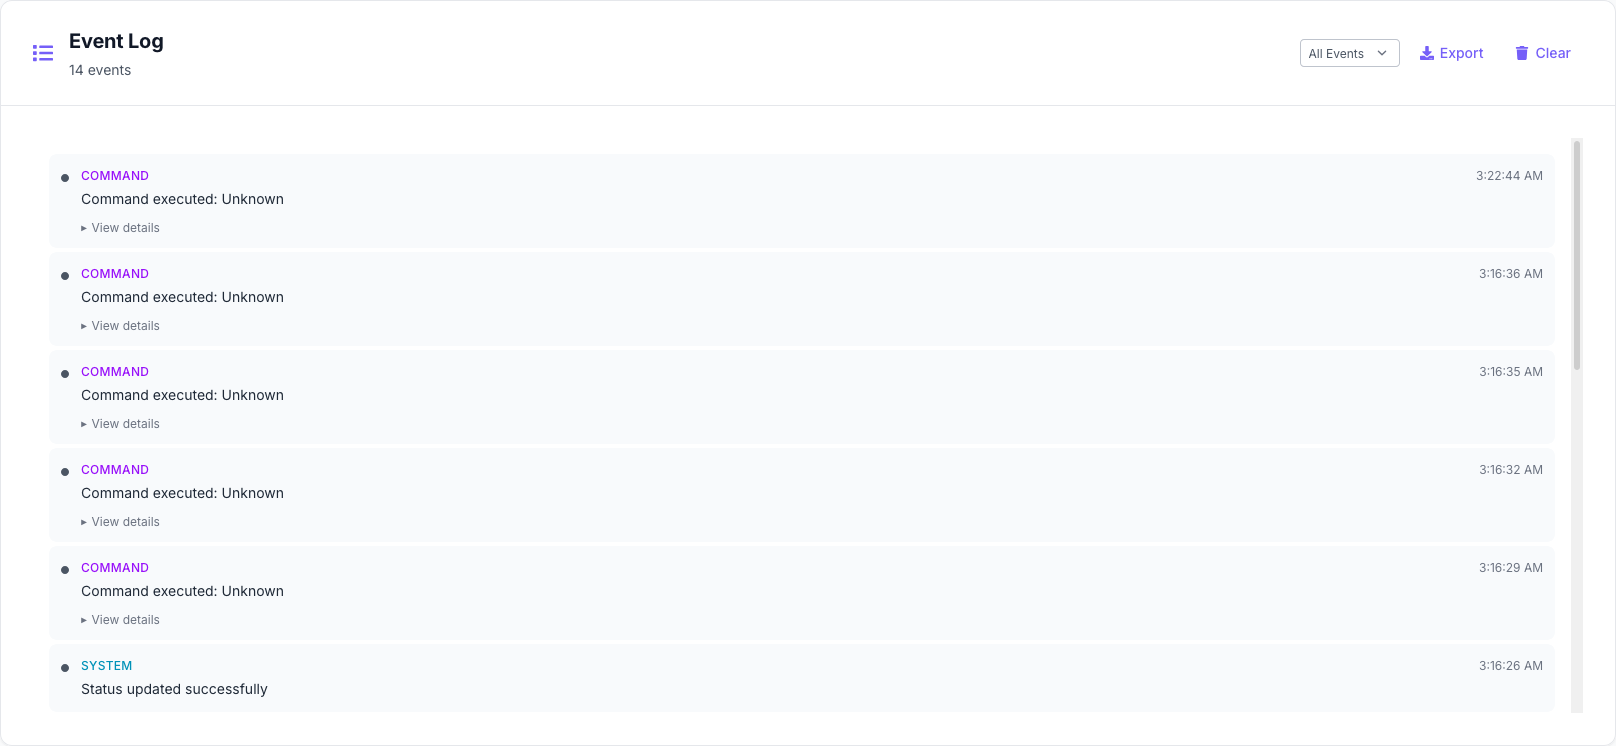 Event Log
14 events
All Events
Export
Clear
COMMAND 3:22:44 AM
Command executed: Unknown
▸ View details
COMMAND 3:16:36 AM
Command executed: Unknown
▸ View details
COMMAND 3:16:35 AM
Command executed: Unknown
▸ View details
COMMAND 3:16:32 AM
Command executed: Unknown
▸ View details
COMMAND 3:16:29 AM
Command executed: Unknown
▸ View details
SYSTEM 3:16:26 AM
Status updated successfully